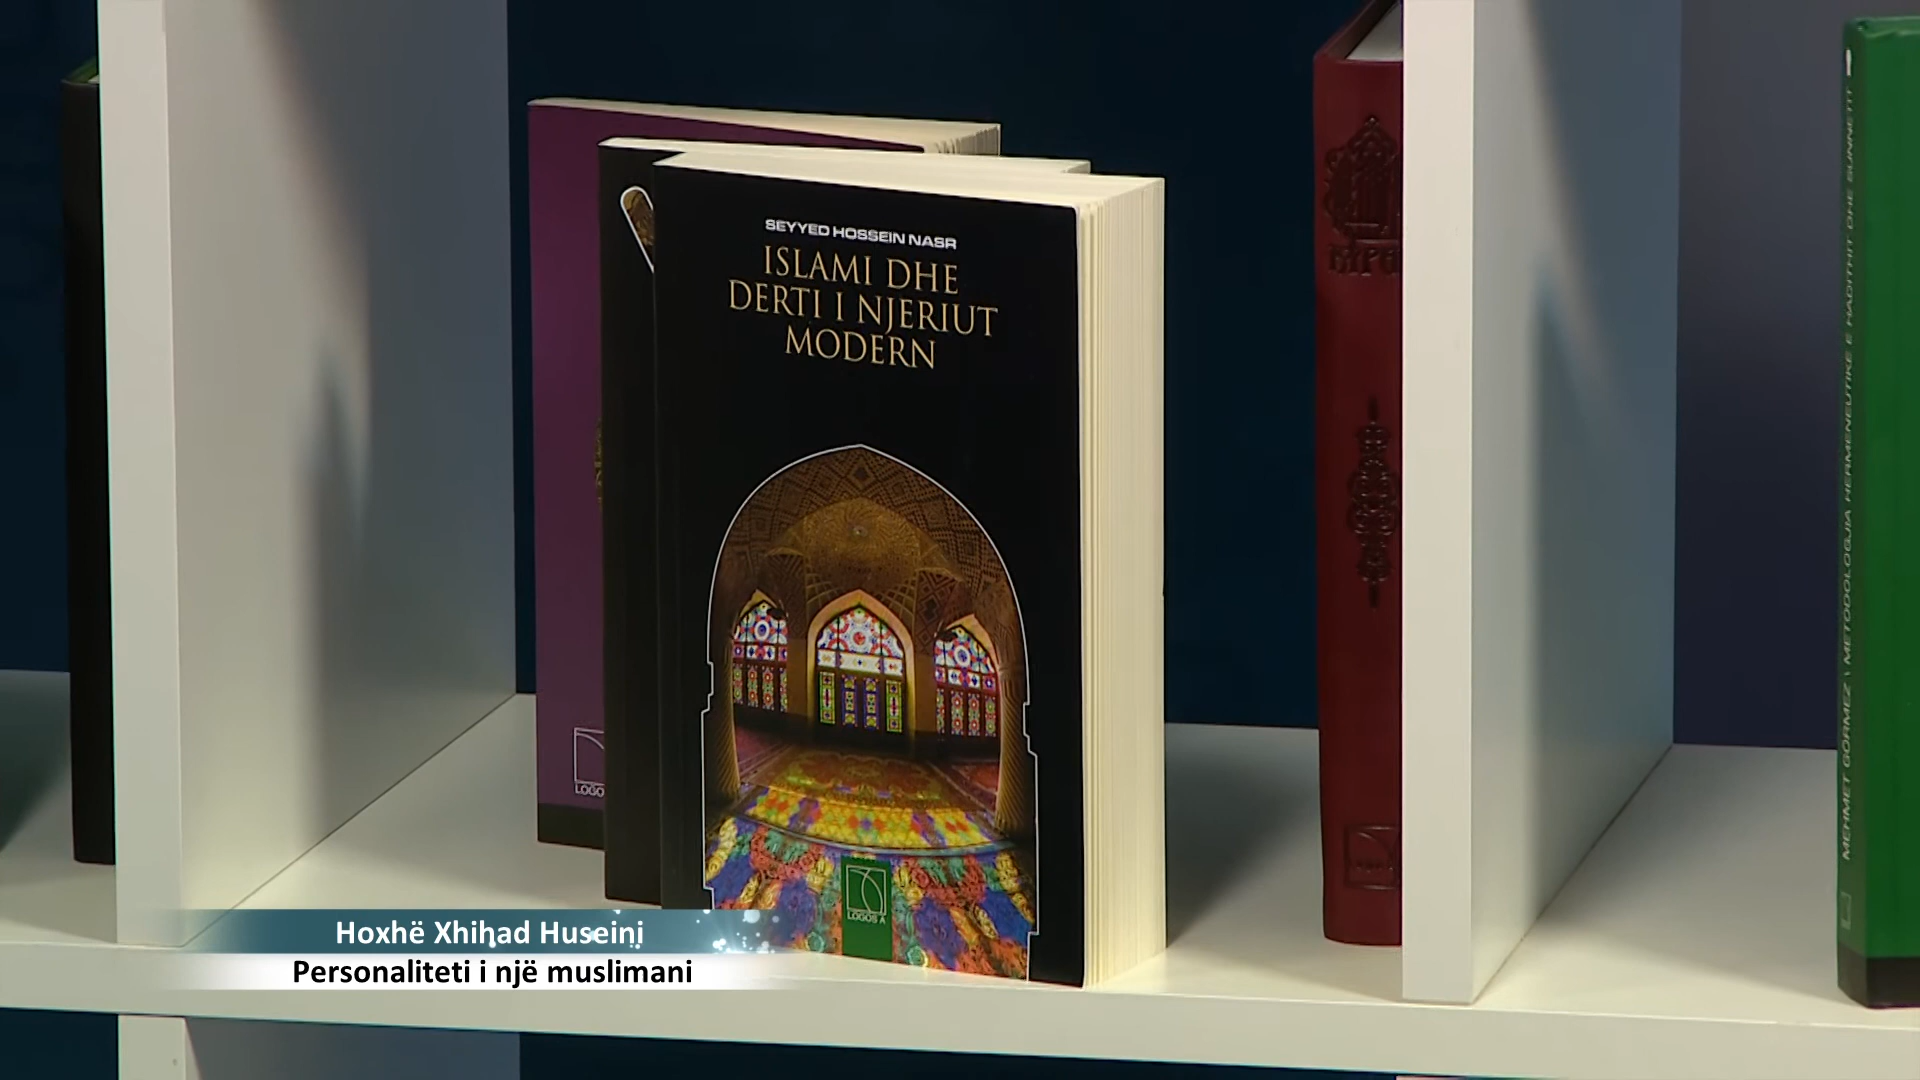 SEYYED HOSSEIN NASR
ISLAMI DHE
DERTI I NJERIUT
MODERN
LOGOS A
LOGO
MEHMET GÖRMEZ \ METODOLOGJIA HERMENEUTIKE E HADITHIT DHE SUNNETIT
Hoxhë Xhihad Huseini
Personaliteti i një muslimani